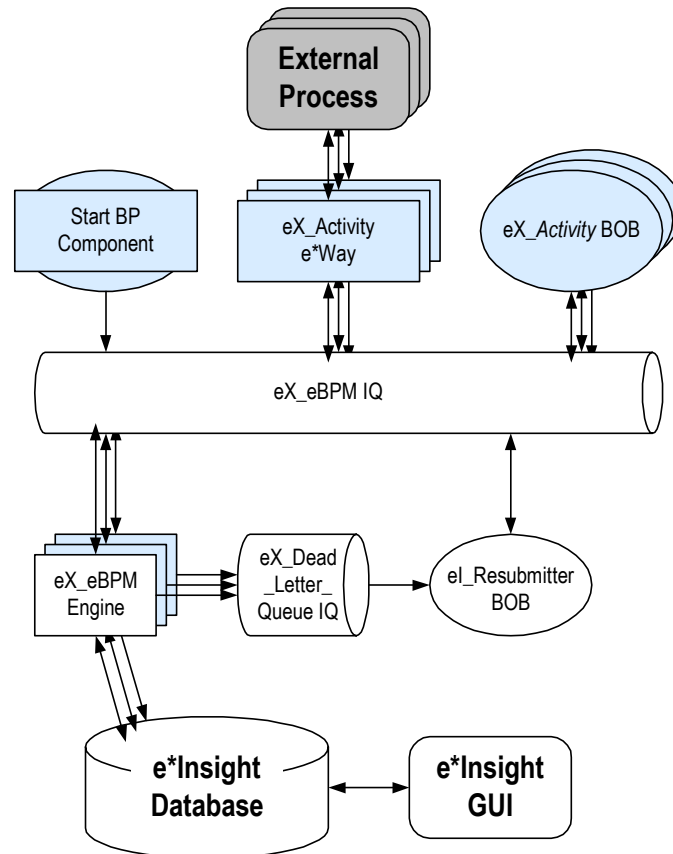 External
Process
Start BP
Component
eX_Activity
e*Way
eX_Activity BOB
eX_eBPM IQ
eX_eBPM
Engine
eX_Dead
_Letter_
Queue IQ
eI_Resubmitter
BOB
e*Insight
Database
e*Insight
GUI